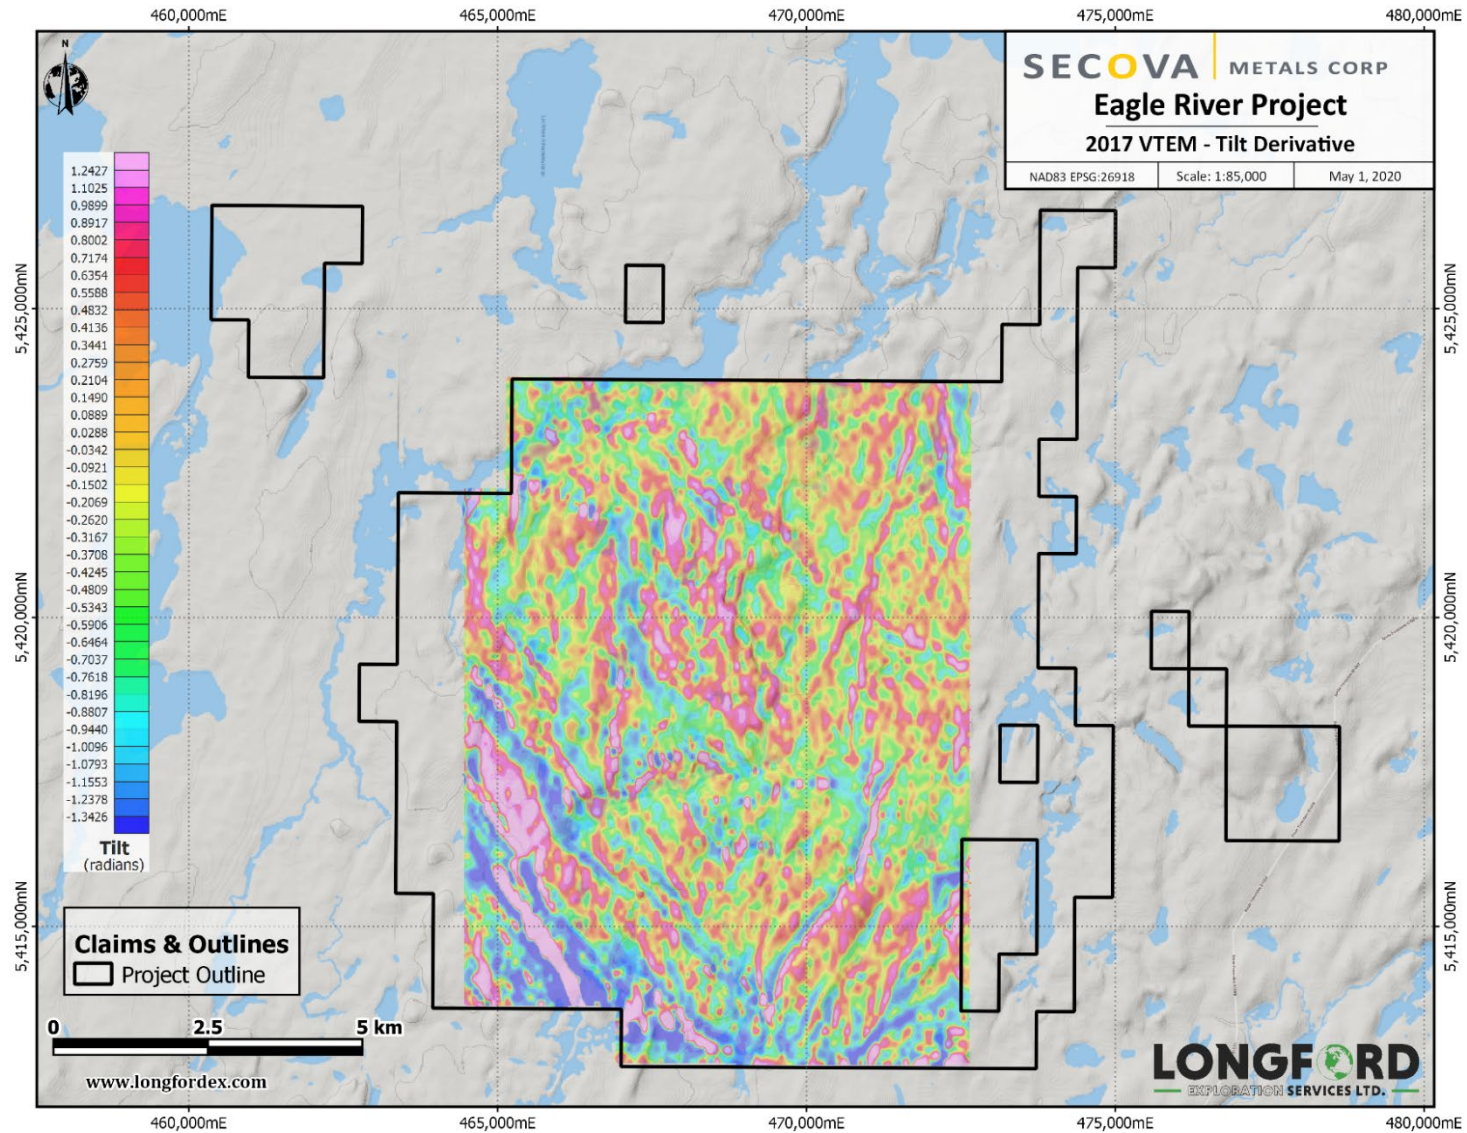 460,000mE
465,000mE
470,000mE
475,000mE
480,000mE
N
SECOVA METALS CORP
Eagle River Project
2017 VTEM - Tilt Derivative
NAD83 EPSG:26918
Scale: 1:85,000
May 1, 2020
1.2427
1.1025
0.9899
0.8917
0.8002
0.7174
0.6354
0.5588
0.4832
0.4136
0.3441
0.2759
0.2104
0.1490
0.0889
0.0288
-0.0342
-0.0921
-0.1502
-0.2069
-0.2620
-0.3167
-0.3708
-0.4245
-0.4809
-0.5343
-0.5906
-0.6464
-0.7037
-0.7618
-0.8196
-0.8807
-0.9440
-1.0096
-1.0793
-1.1553
-1.2378
-1.3426
Tilt
(radians)
5,425,000mN
5,420,000mN
5,415,000mN
5,425,000mN
5,420,000mN
5,415,000mN
Claims & Outlines
Project Outline
0 2.5 5 km
www.longfordex.com
LONGFORD
EXPLORATION SERVICES LTD.
460,000mE
465,000mE
470,000mE
475,000mE
480,000mE